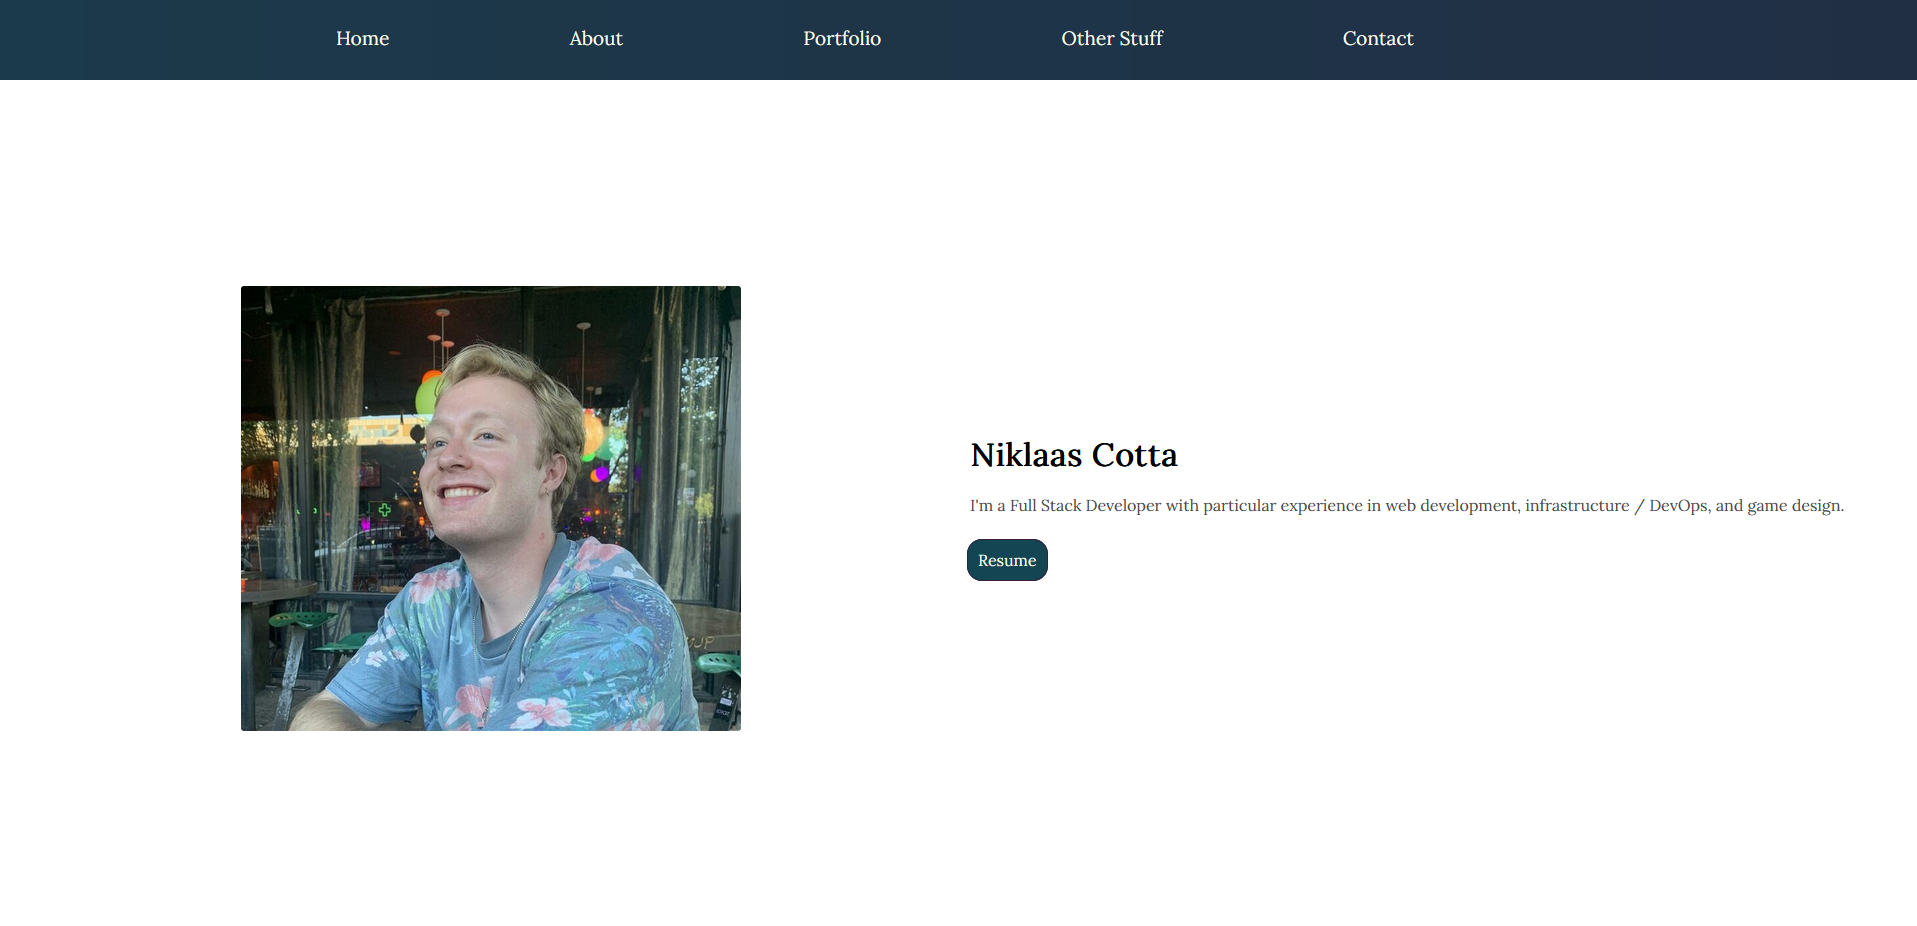 Home About Portfolio Other Stuff Contact
Niklaas Cotta
I'm a Full Stack Developer with particular experience in web development, infrastructure / DevOps, and game design.
Resume